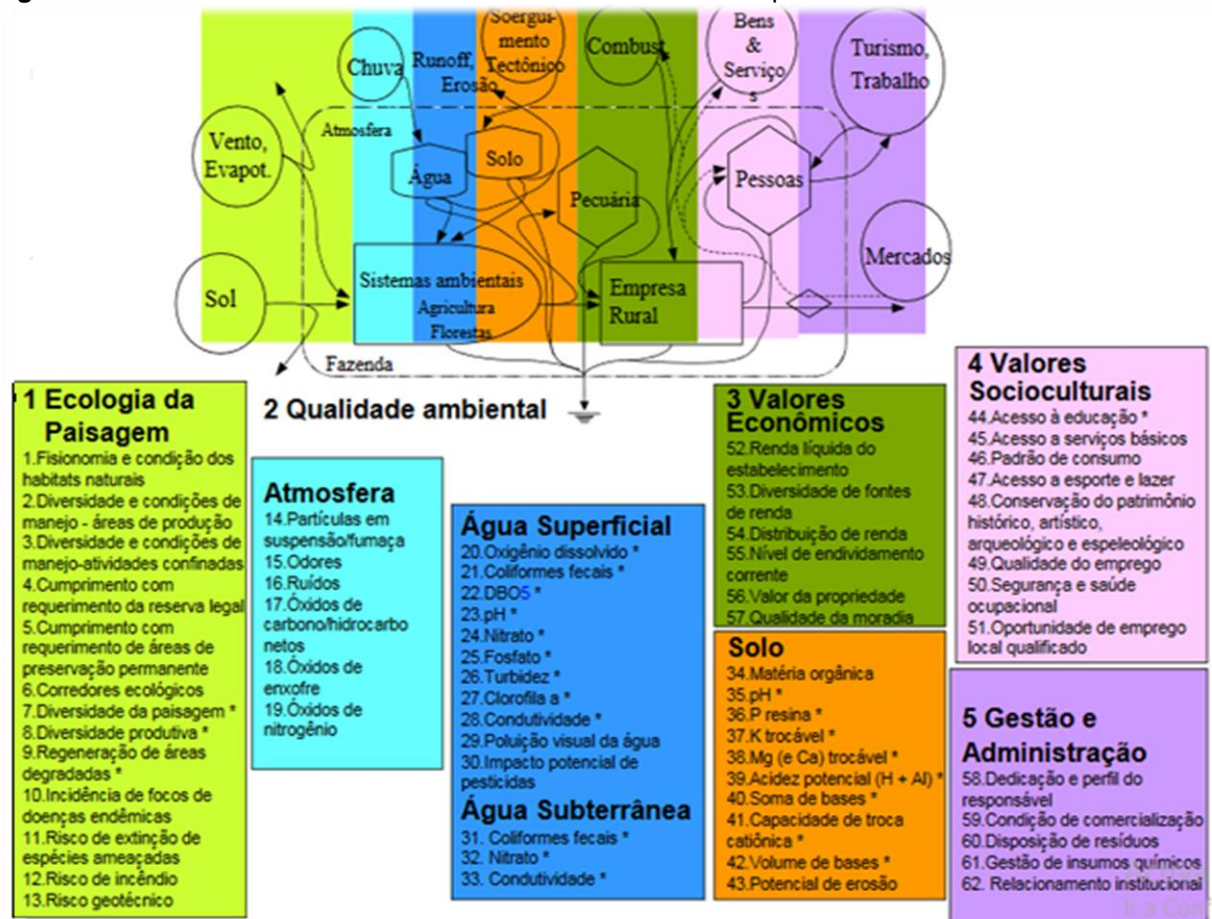 Soergui-
mento
Tectônico
Combust.
Bens
&
Serviço
s
Turismo,
Trabalho
Chuva
Runoff,
Erosão
Atmosfera
Vento,
Evapot.
Água
Solo
Pecuária
Pessoas
Mercados
Sol
Sistemas ambientais
Agricultura
Florestas
Empresa
Rural
Fazenda
1 Ecologia da
Paisagem
1.Fisionomia e condição dos
habitats naturais
2.Diversidade e condições de
manejo - áreas de produção
3.Diversidade e condições de
manejo-atividades confinadas
4.Cumprimento com
requerimento da reserva legal
5.Cumprimento com
requerimento de áreas de
preservação permanente
6.Corredores ecológicos
7.Diversidade da paisagem *
8.Diversidade produtiva *
9.Regeneração de áreas
degradadas *
10.Incidência de focos de
doenças endêmicas
11.Risco de extinção de
espécies ameaçadas
12.Risco de incêndio
13.Risco geotécnico
2 Qualidade ambiental
Atmosfera
14.Partículas em
suspensão/fumaça
15.Odores
16.Ruídos
17.Óxidos de
carbono/hidrocarbo
netos
18.Óxidos de
enxofre
19.Óxidos de
nitrogênio
Água Superficial
20.Oxigênio dissolvido *
21.Coliformes fecais *
22.DBO5 *
23.pH *
24.Nitrato *
25.Fosfato *
26.Turbidez *
27.Clorofila a *
28.Condutividade *
29.Poluição visual da água
30.Impacto potencial de
pesticidas
Água Subterrânea
31. Coliformes fecais *
32. Nitrato *
33. Condutividade *
3 Valores
Econômicos
52.Renda líquida do
estabelecimento
53.Diversidade de fontes
de renda
54.Distribuição de renda
55.Nível de endividamento
corrente
56.Valor da propriedade
57.Qualidade da moradia
Solo
34.Matéria orgânica
35.pH *
36.P resina *
37.K trocável *
38.Mg (e Ca) trocável *
39.Acidez potencial (H + Al) *
40.Soma de bases *
41.Capacidade de troca
catiônica *
42.Volume de bases *
43.Potencial de erosão
4 Valores
Socioculturais
44.Acesso à educação *
45.Acesso a serviços básicos
46.Padrão de consumo
47.Acesso a esporte e lazer
48.Conservação do patrimônio
histórico, artístico,
arqueológico e espeleológico
49.Qualidade do emprego
50.Segurança e saúde
ocupacional
51.Oportunidade de emprego
local qualificado
5 Gestão e
Administração
58.Dedicação e perfil do
responsável
59.Condição de comercialização
60.Disposição de resíduos
61.Gestão de insumos químicos
62. Relacionamento institucional